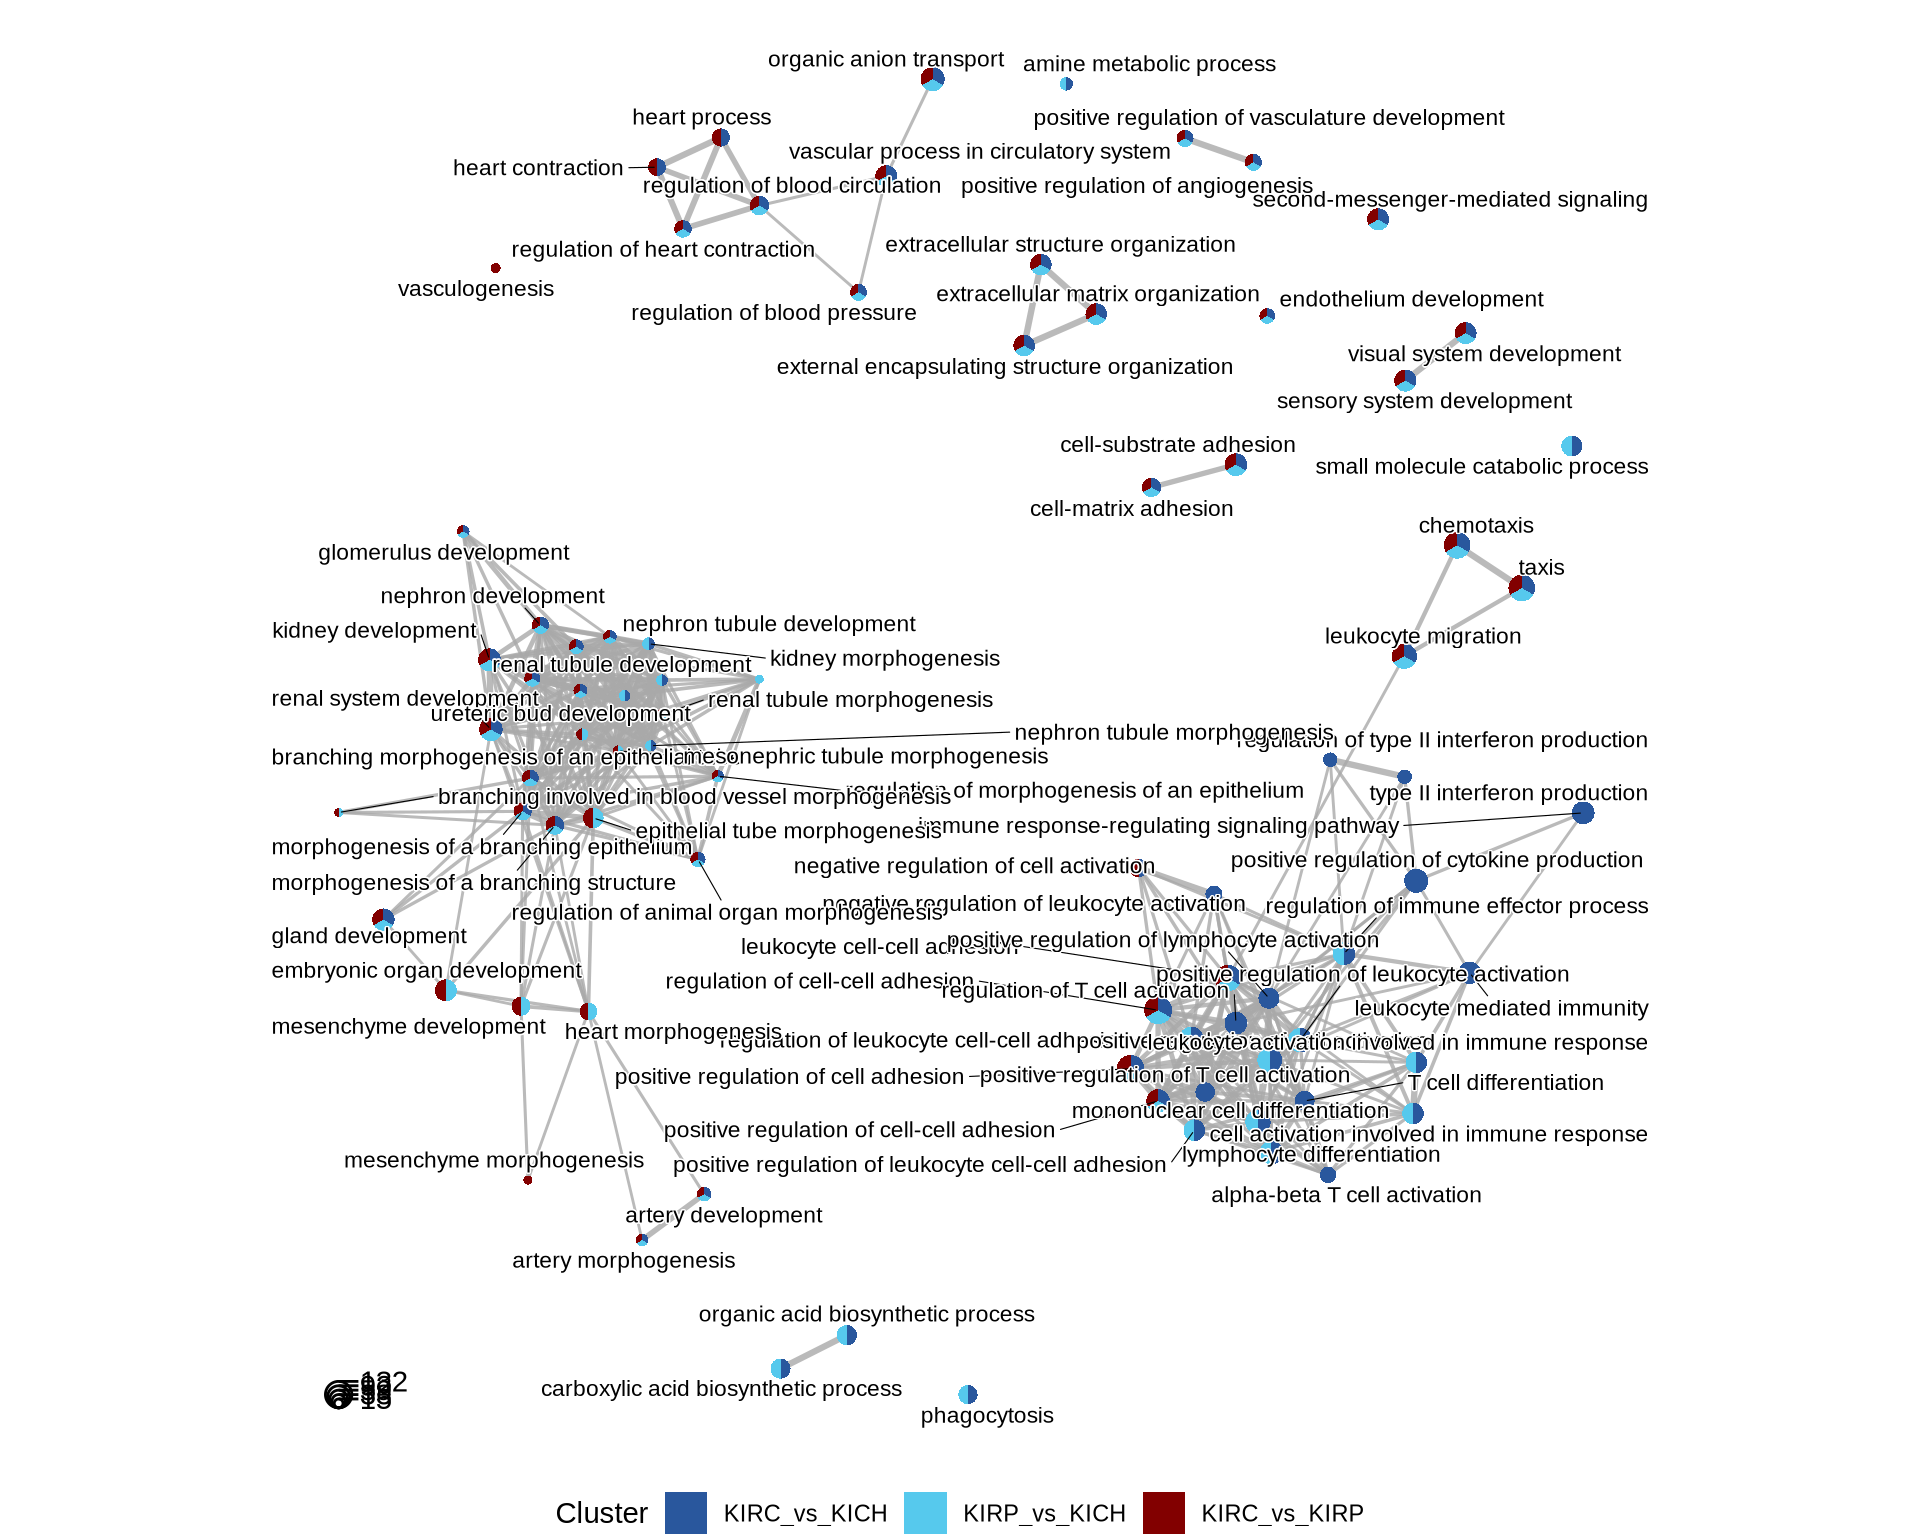 organic anion transport
amine metabolic process
heart process
positive regulation of vasculature development
vascular process in circulatory system
heart contraction
regulation of blood circulation
positive regulation of angiogenesis
second-messenger-mediated signaling
extracellular structure organization
regulation of heart contraction
vasculogenesis
extracellular matrix organization
endothelium development
regulation of blood pressure
visual system development
external encapsulating structure organization
sensory system development
cell-substrate adhesion
small molecule catabolic process
cell-matrix adhesion
chemotaxis
glomerulus development
taxis
nephron development
nephron tube development
kidney development
leukocyte migration
kidney morphogenesis
renal tubule development
renal system development
renal tubule morphogenesis
ureteric bud development
nephron tubule morphogenesis
regulation of type II interferon production
branching morphogenesis of an
mesonephric tubule morphogenesis
branching involved in blood vessel morphogenesis
regulation of morphogenesis of an epithelium
type II interferon production
epithelial tube morphogenesis
immune response-regulating signaling pathway
morphogenesis of a branching epithelium
positive regulation of cytokine production
negative regulation of cell activation
morphogenesis of a branching structure
negative regulation of leukocyte activation
regulation of immune effector process
regulation of animal organ morphogenesis
gland development
leukocyte cell-cell adhesion
positive regulation of lymphocyte activation
embryonic organ development
positive regulation of leukocyte activation
regulation of cell-cell adhesion
regulation of T cell activation
leukocyte mediated immunity
mesenchyme development
heart morphogenesis
regulation of leukocyte cell-cell
positive
leukocyte activation involved in immune response
positive regulation of cell adhesion
positive regulation of T cell activation
T cell differentiation
mononuclear cell differentiation
positive regulation of cell-cell adhesion
cell activation involved in immune response
lymphocyte differentiation
positive regulation of leukocyte cell-cell adhesion
mesenchyme morphogenesis
alpha-beta T cell activation
artery development
artery morphogenesis
organic acid biosynthetic process
carboxylic acid biosynthetic process
phagocytosis
132
13
Cluster KIRC_vs_KICH KIRP_vs_KICH KIRC_vs_KIRP